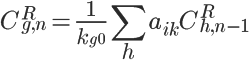 C^R_{g,n} = \frac{1}{k_{g0}} \sum_h a_{ik} C^R_{h,n-1}